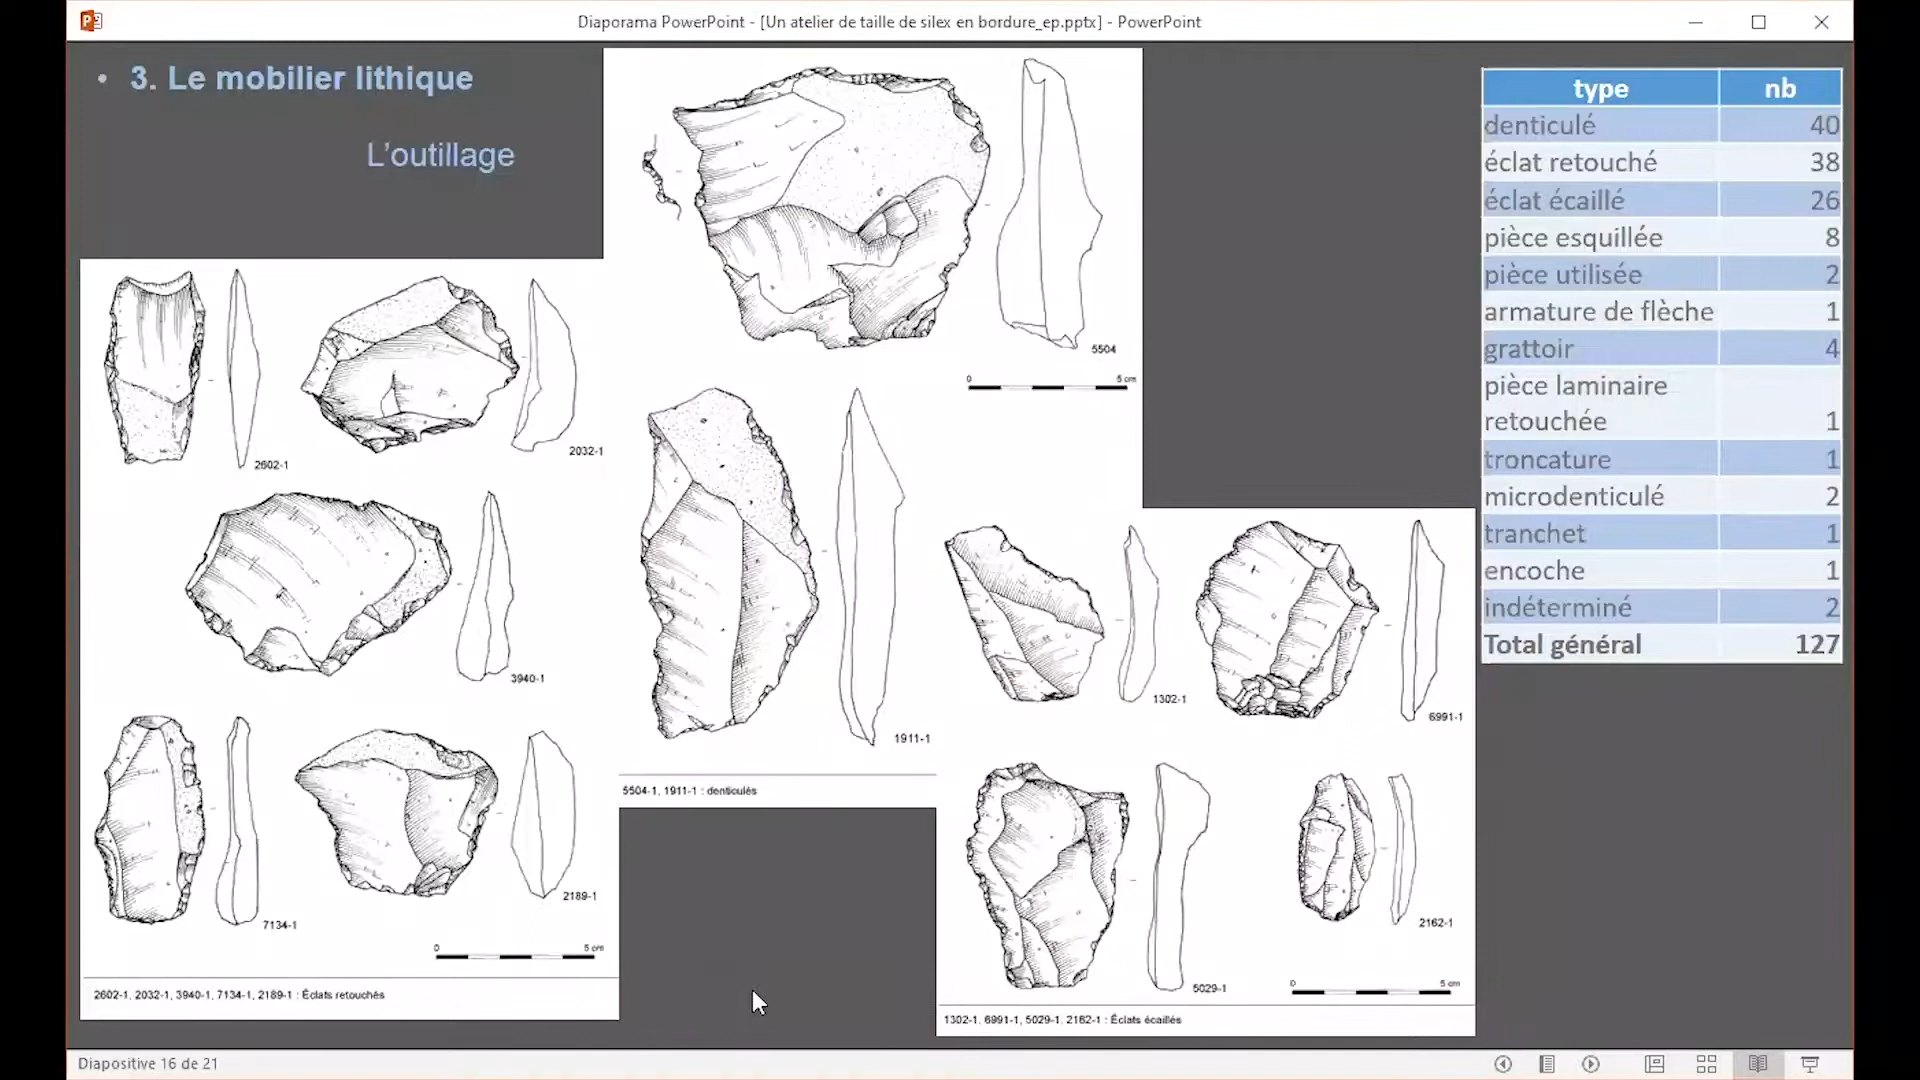 Diaporama PowerPoint - [Un atelier de taille de silex en bordure_ep.pptx] - PowerPoint
• 3. Le mobilier lithique
L'outillage
2602-1
2032-1
3940-1
7134-1
2189-1
0 5 cm
2602-1, 2032-1, 3940-1, 7134-1, 2189-1 : Éclats retouchés
5504
0 5 cm
1911-1
5504-1, 1911-1 : denticulés
1302-1
6991-1
5029-1
2162-1
0 5 cm
1302-1, 6991-1, 5029-1, 2162-1 : Éclats écaillés
type nb
denticulé 40
éclat retouché 38
éclat écaillé 26
pièce esquillée 8
pièce utilisée 2
armature de flèche 1
grattoir 4
pièce laminaire
retouchée 1
troncature 1
microdenticulé 2
tranchet 1
encoche 1
indéterminé 2
Total général 127
Diapositive 16 de 21